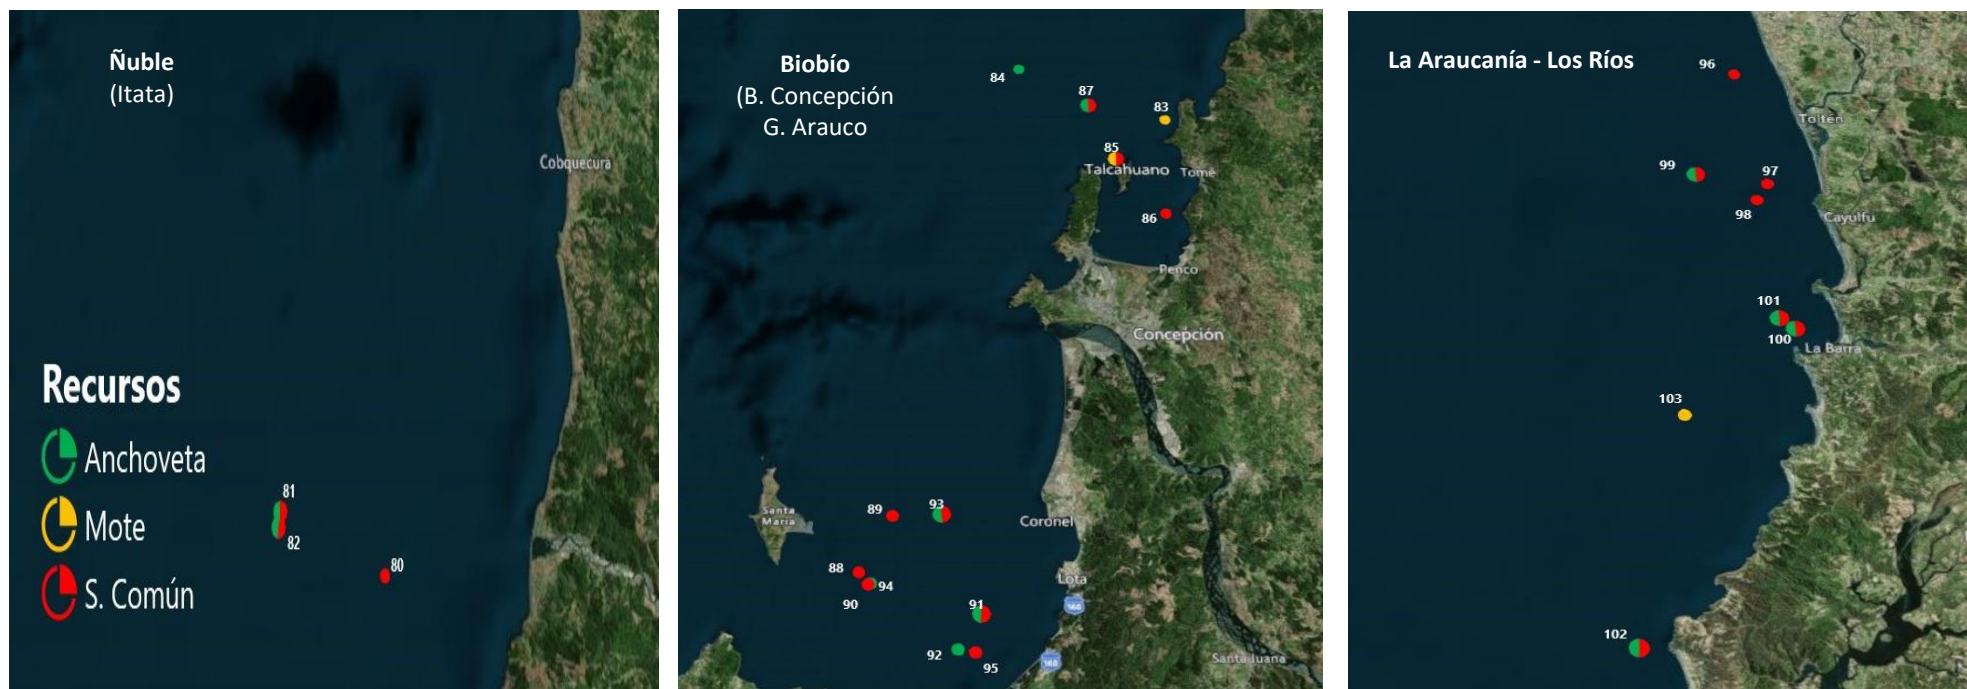 Ñuble
(Itata)
Cobquecura
Recursos
Anchoveta
Mote
S. Común
81
82
80
Biobío
(B. Concepción
G. Arauco
84
87
83
85
Talcahuano
Tomé
86
Penco
Concepción
Santa
María
89
93
Coronel
88
94
90
Lota
160
91
92
95
160
Santa Juana
La Araucanía - Los Ríos
96
Toltén
99
97
98
Cayulfu
101
100
La Barra
103
102